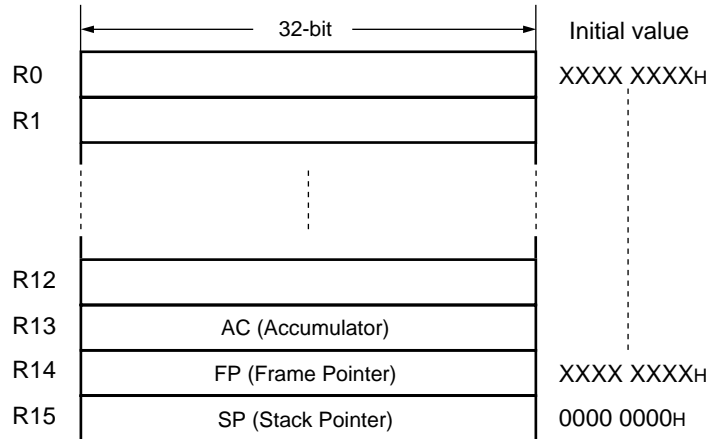 32-bit Initial value
R0 XXXX XXXXH
R1
R12
R13 AC (Accumulator)
R14 FP (Frame Pointer) XXXX XXXXH
R15 SP (Stack Pointer) 0000 0000H